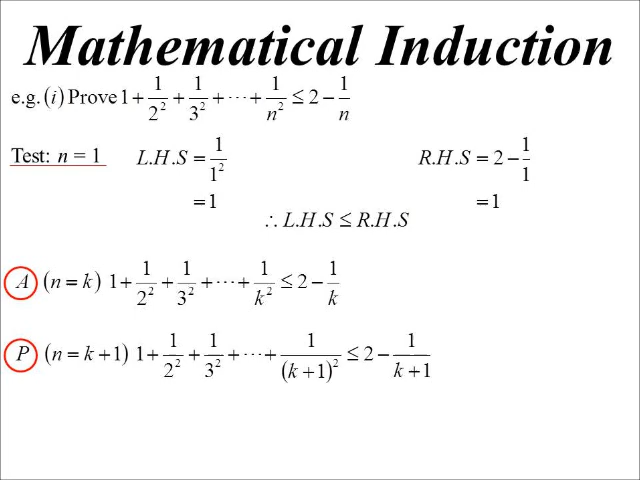 Mathematical Induction
e.g. (i) Prove 1 + 1/2² + 1/3² + ⋯ + 1/n² ≤ 2 − 1/n
Test: n = 1 L.H.S = 1/1² R.H.S = 2 − 1/1
= 1 = 1
∴ L.H.S ≤ R.H.S
A (n = k) 1 + 1/2² + 1/3² + ⋯ + 1/k² ≤ 2 − 1/k
P (n = k + 1) 1 + 1/2² + 1/3² + ⋯ + 1/(k + 1)² ≤ 2 − 1/(k + 1)